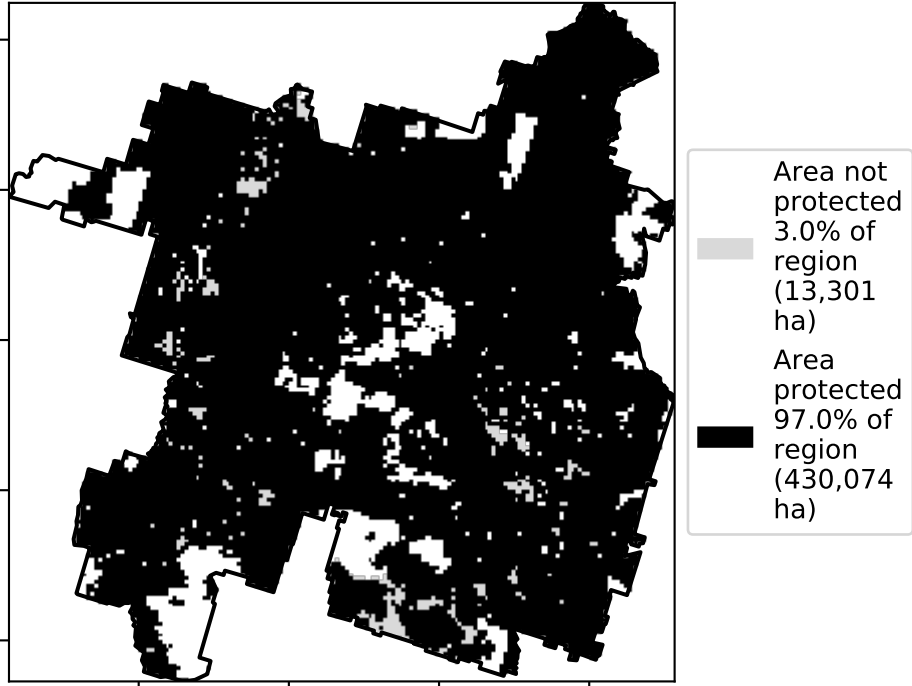 Area not
protected
3.0% of
region
(13,301
ha)
Area
protected
97.0% of
region
(430,074
ha)